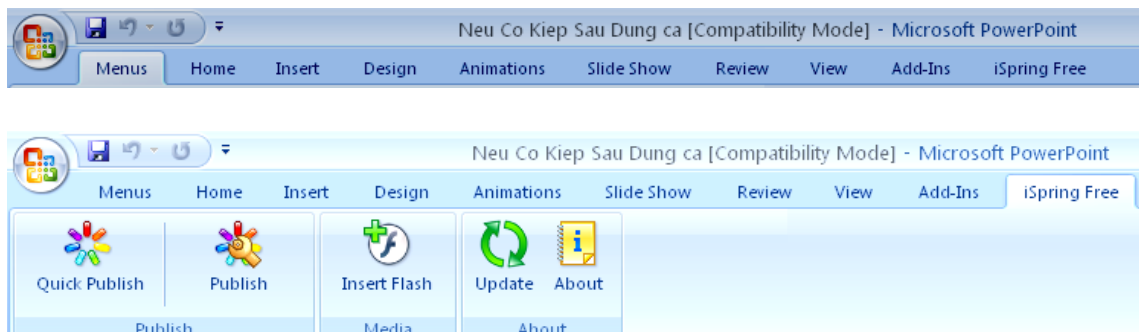 Neu Co Kiep Sau Dung ca [Compatibility Mode] - Microsoft PowerPoint
Menus Home Insert Design Animations Slide Show Review View Add-Ins iSpring Free
Neu Co Kiep Sau Dung ca [Compatibility Mode] - Microsoft PowerPoint
Menus Home Insert Design Animations Slide Show Review View Add-Ins iSpring Free
Quick Publish Publish Insert Flash Update About
Publish Media About